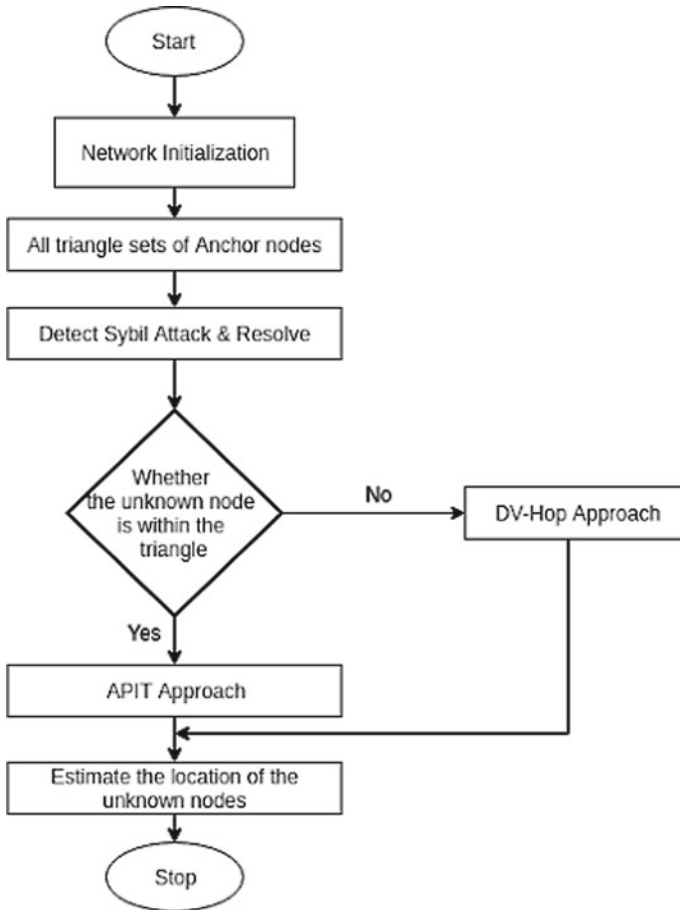 Start
Network Initialization
All triangle sets of Anchor nodes
Detect Sybil Attack & Resolve
Whether
the unknown node
is within the
triangle
No
DV-Hop Approach
Yes
APIT Approach
Estimate the location of the
unknown nodes
Stop